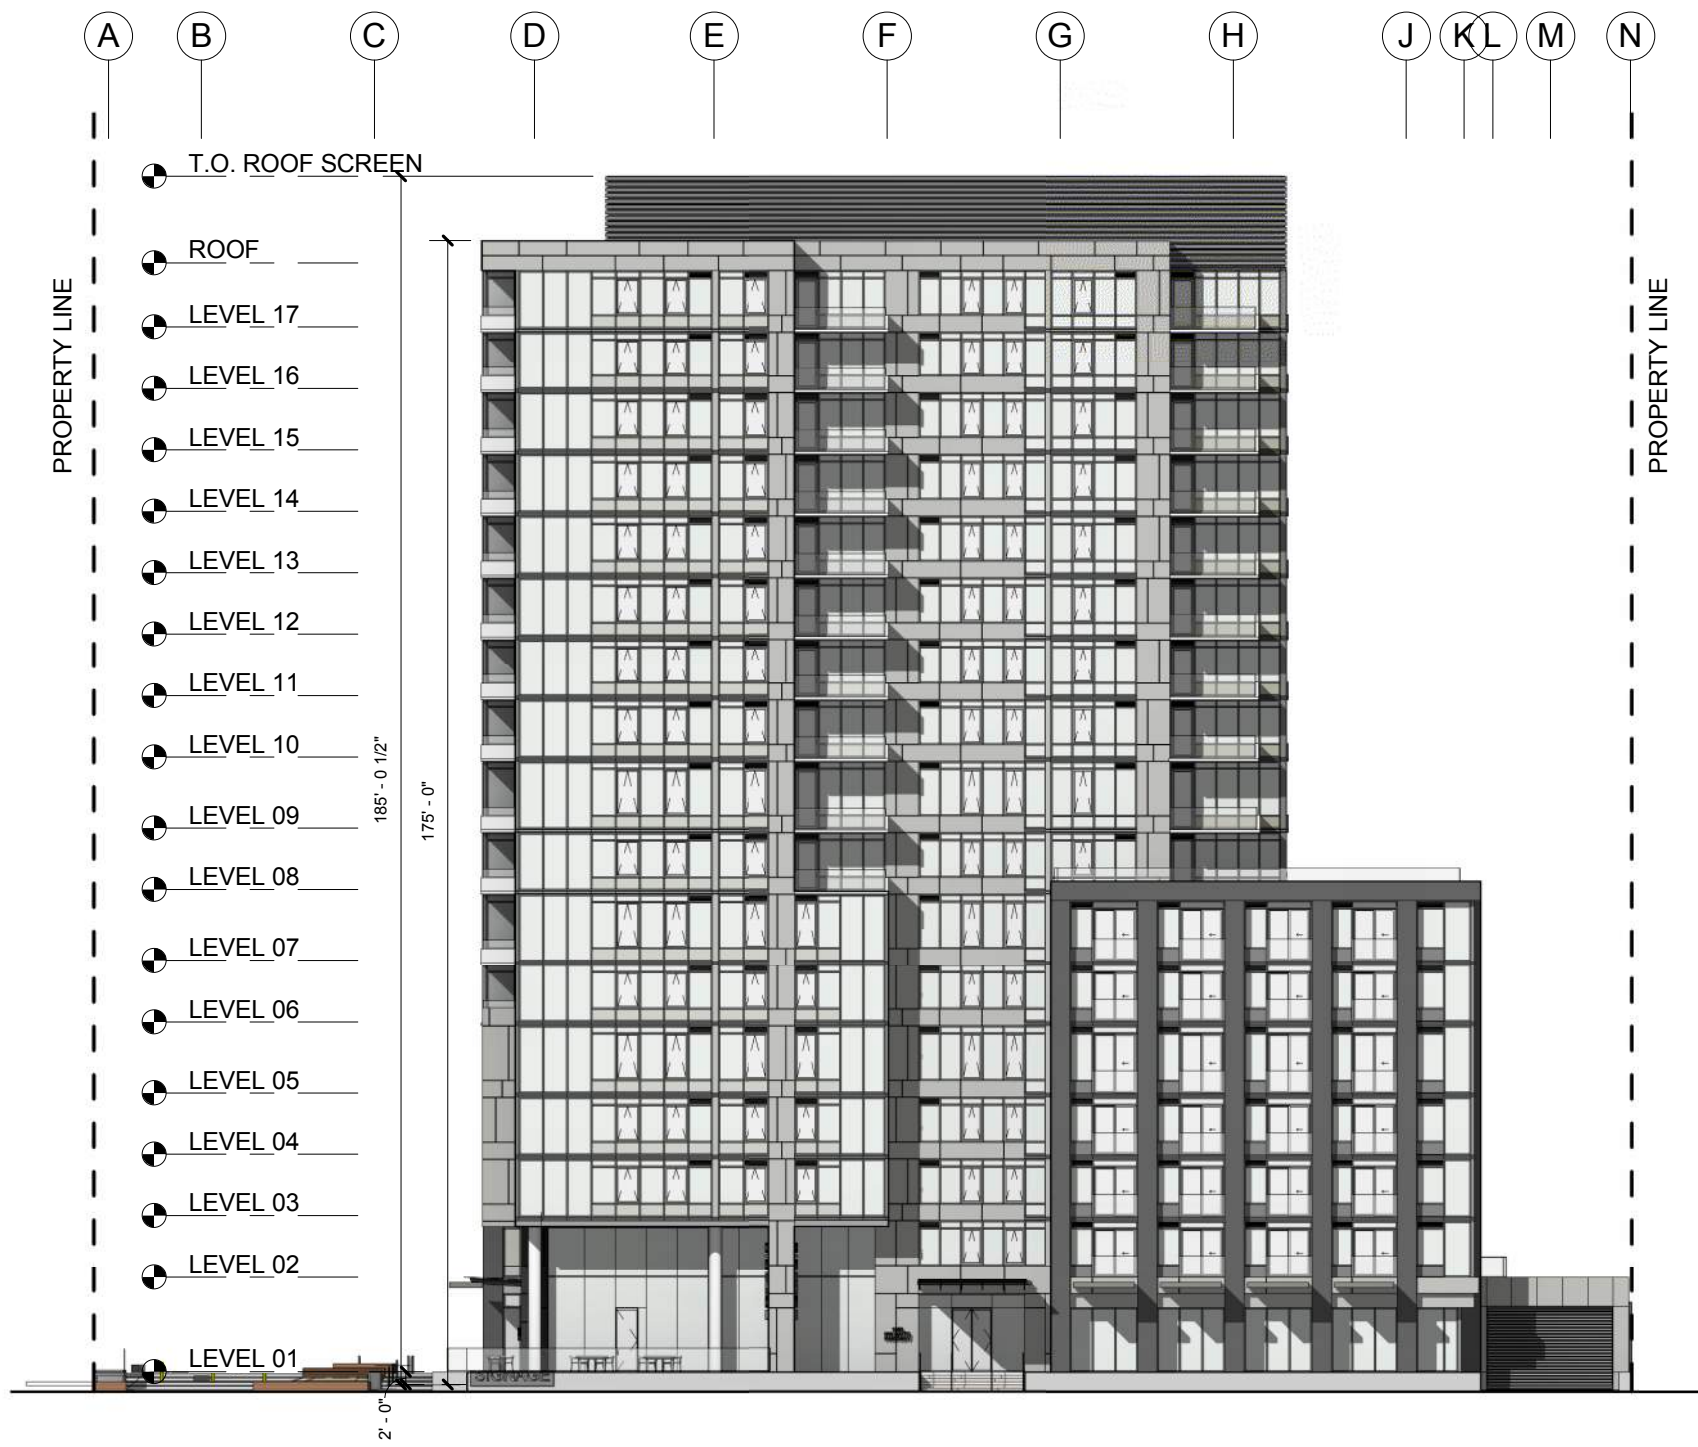 A B C D E F G H J K L M N
T.O. ROOF SCREEN
ROOF
LEVEL 17
LEVEL 16
LEVEL 15
LEVEL 14
LEVEL 13
LEVEL 12
LEVEL 11
LEVEL 10
LEVEL 09
LEVEL 08
LEVEL 07
LEVEL 06
LEVEL 05
LEVEL 04
LEVEL 03
LEVEL 02
LEVEL 01
PROPERTY LINE
185' - 0 1/2"
175' - 0"
2' - 0"
SIGNAGE
PROPERTY LINE